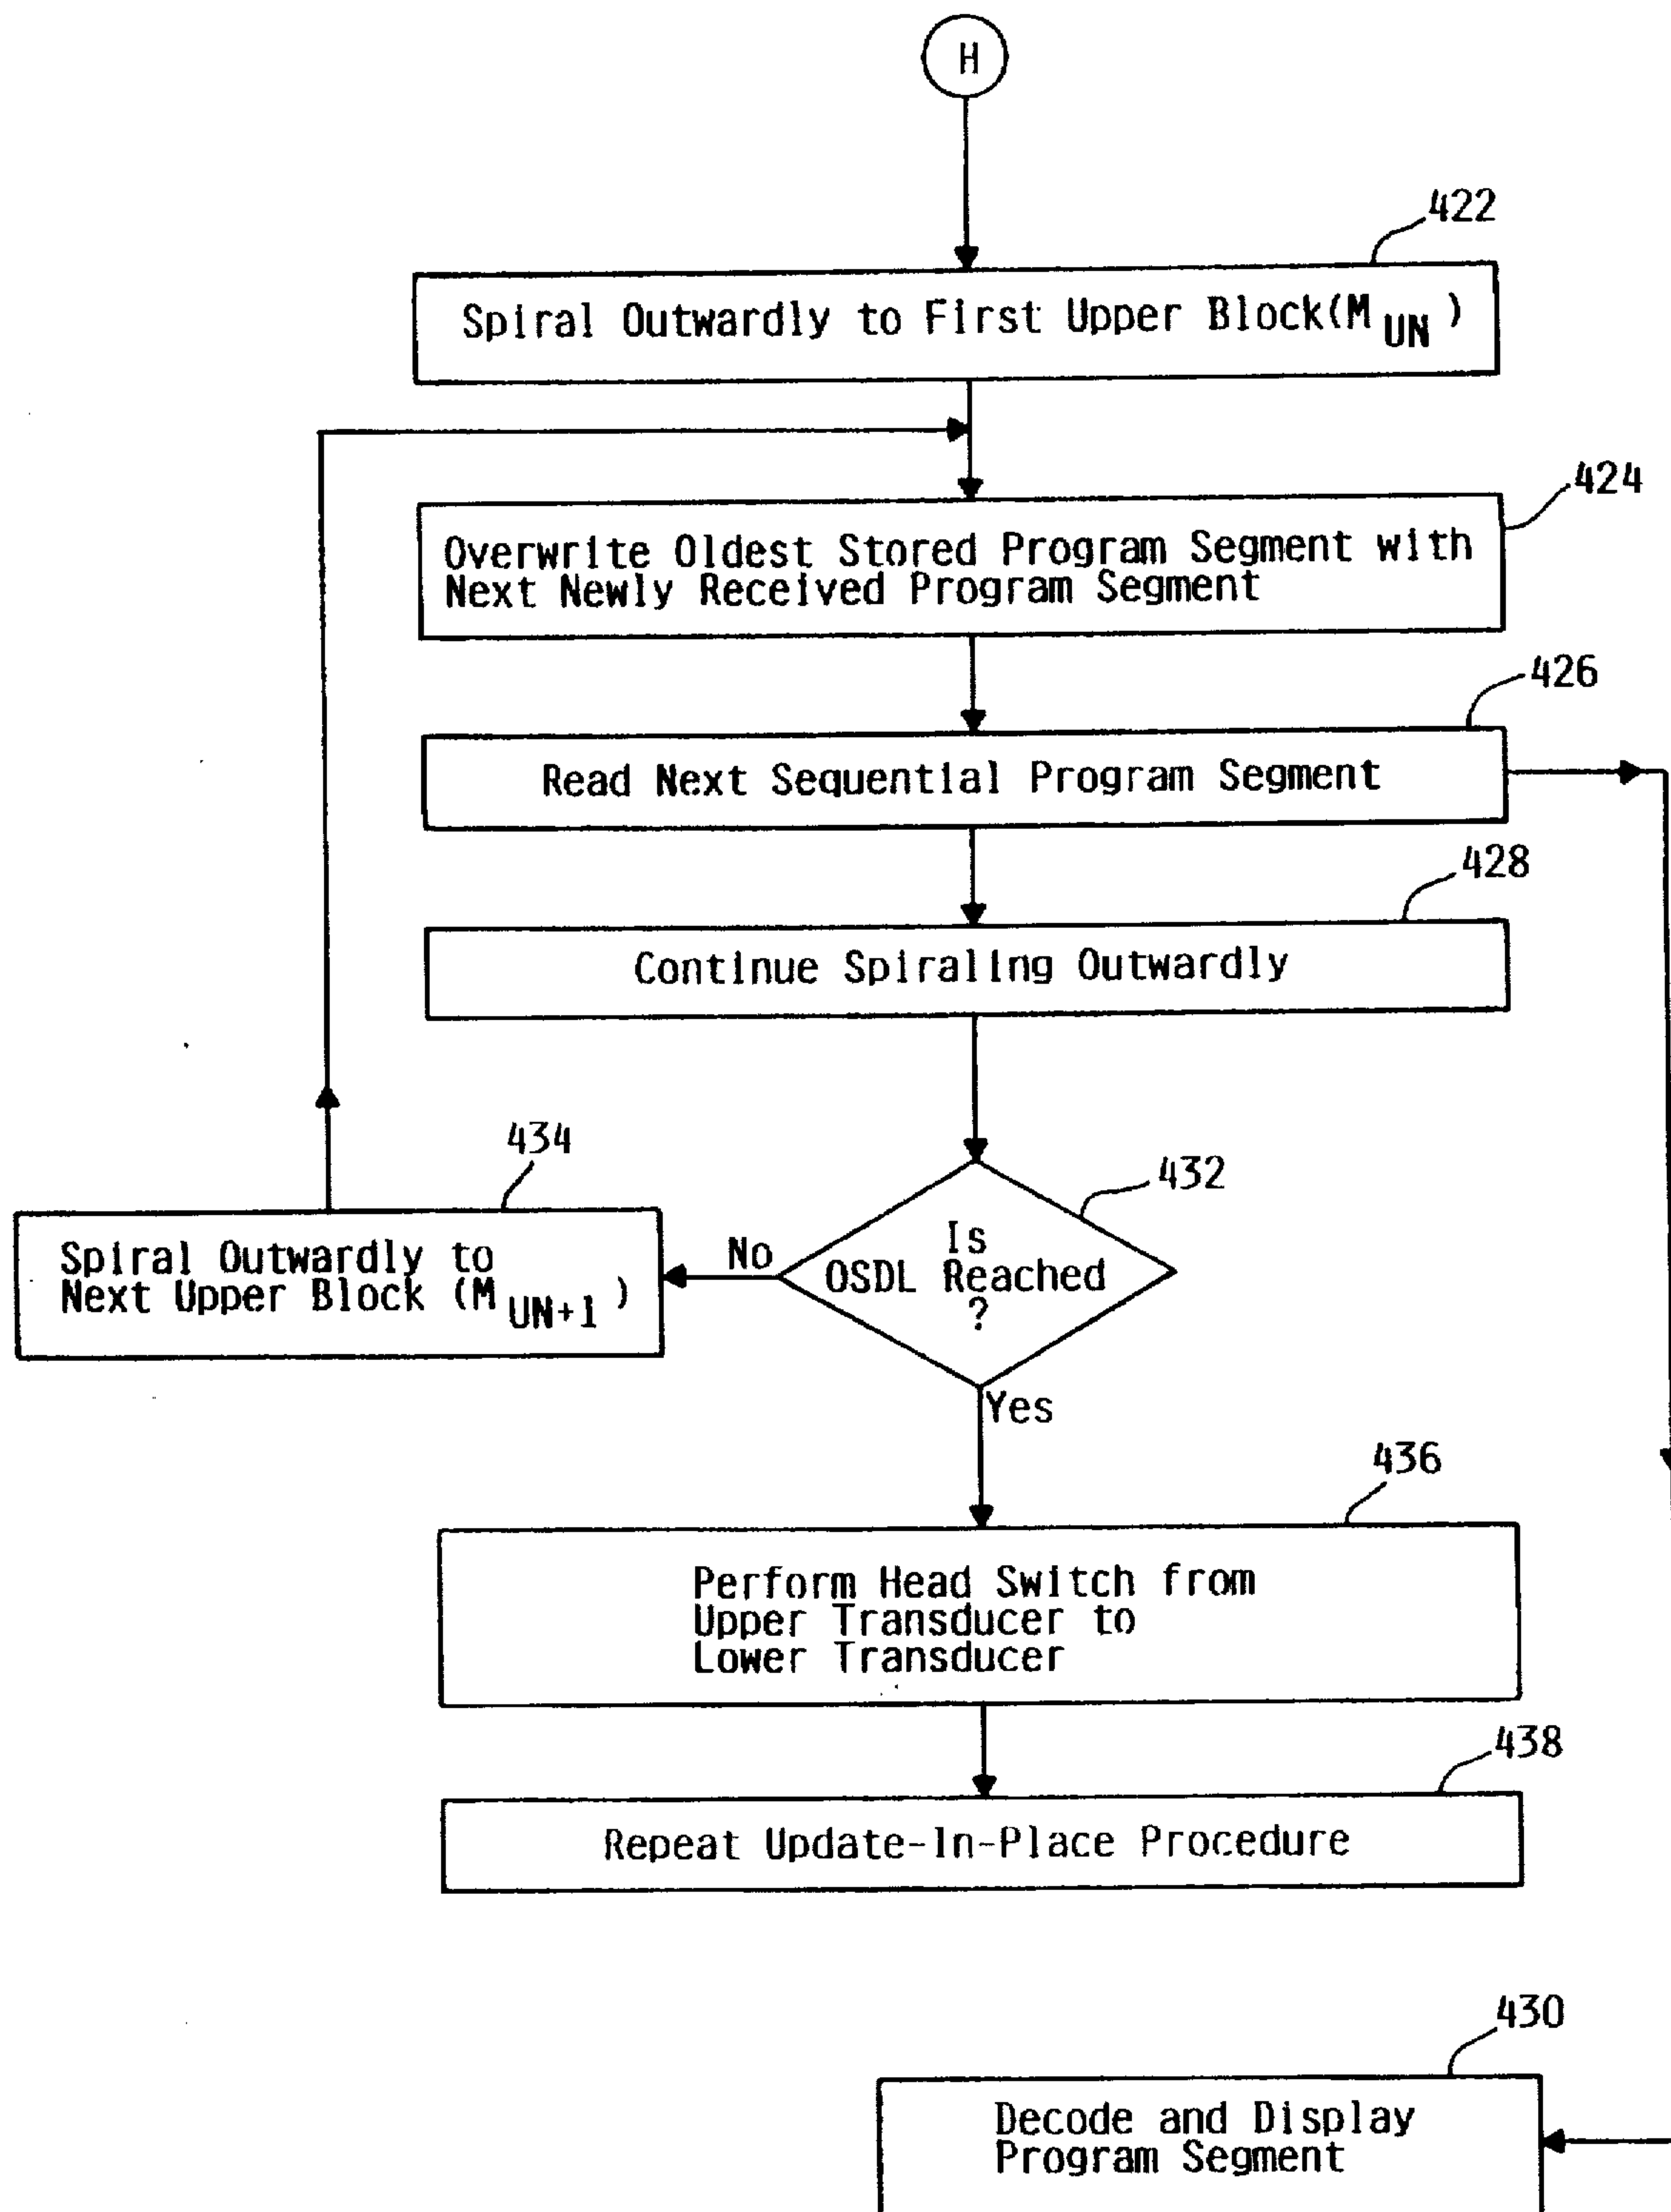 H
422
Spiral Outwardly to First Upper Block(M UN )
424
Overwrite Oldest Stored Program Segment with
Next Newly Received Program Segment
426
Read Next Sequential Program Segment
428
Continue Spiraling Outwardly
434
432
Spiral Outwardly to
Next Upper Block (M UN+1 )
No
Is
OSDL Reached
?
Yes
436
Perform Head Switch from
Upper Transducer to
Lower Transducer
438
Repeat Update-In-Place Procedure
430
Decode and Display
Program Segment